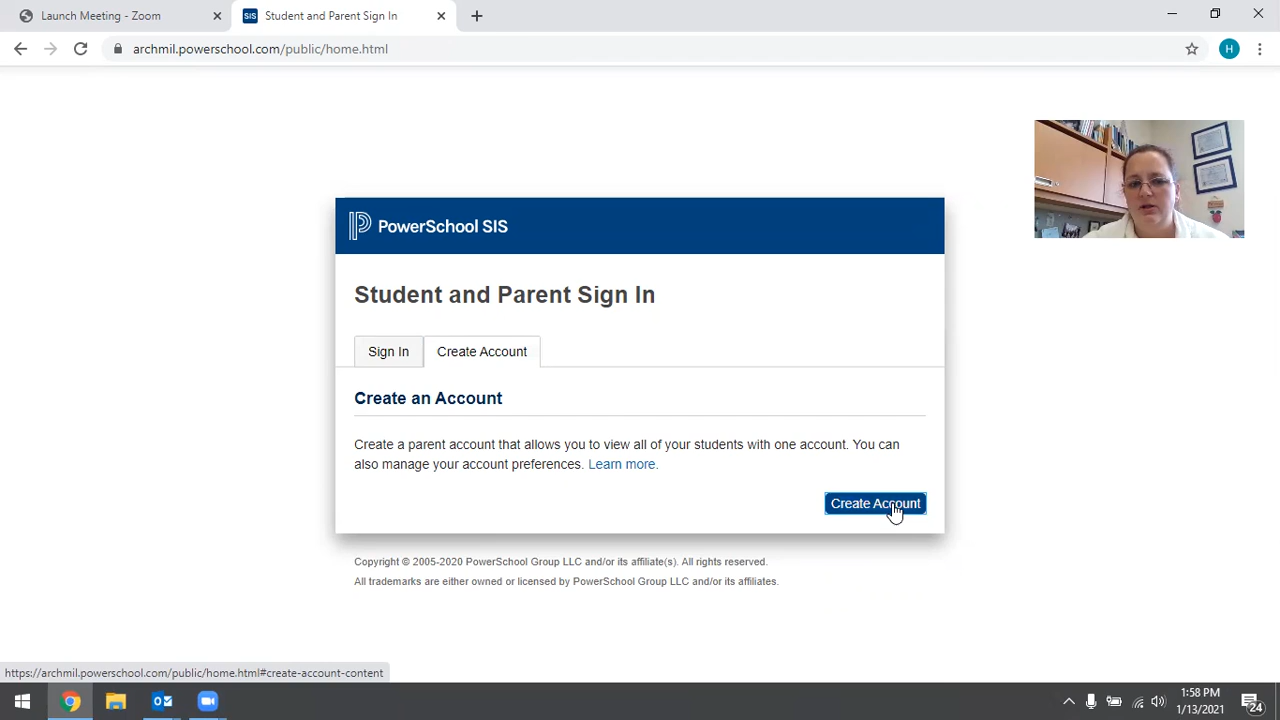 Launch Meeting - Zoom
SIS Student and Parent Sign In
archmil.powerschool.com/public/home.html
H
PowerSchool SIS
Student and Parent Sign In
Sign In
Create Account
Create an Account
Create a parent account that allows you to view all of your students with one account. You can
also manage your account preferences. Learn more.
Create Account
Copyright © 2005-2020 PowerSchool Group LLC and/or its affiliate(s). All rights reserved.
All trademarks are either owned or licensed by PowerSchool Group LLC and/or its affiliates.
https://archmil.powerschool.com/public/home.html#create-account-content
1:58 PM
1/13/2021
24